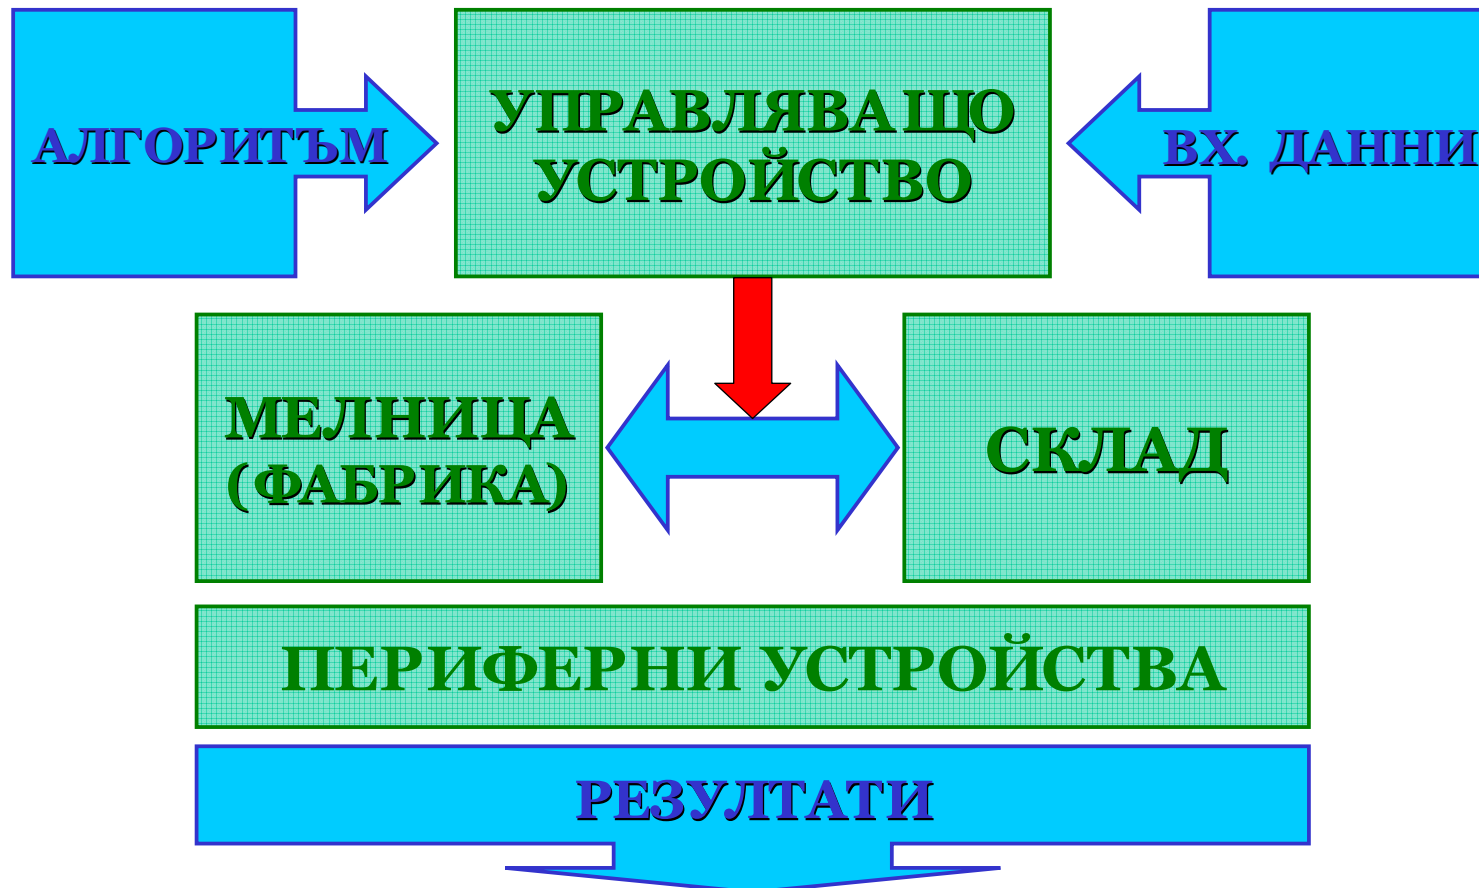 АЛГОРИТЪМ
УПРАВЛЯВАЩО
УСТРОЙСТВО
ВХ. ДАННИ
МЕЛНИЦА
(ФАБРИКА)
СКЛАД
ПЕРИФЕРНИ УСТРОЙСТВА
РЕЗУЛТАТИ